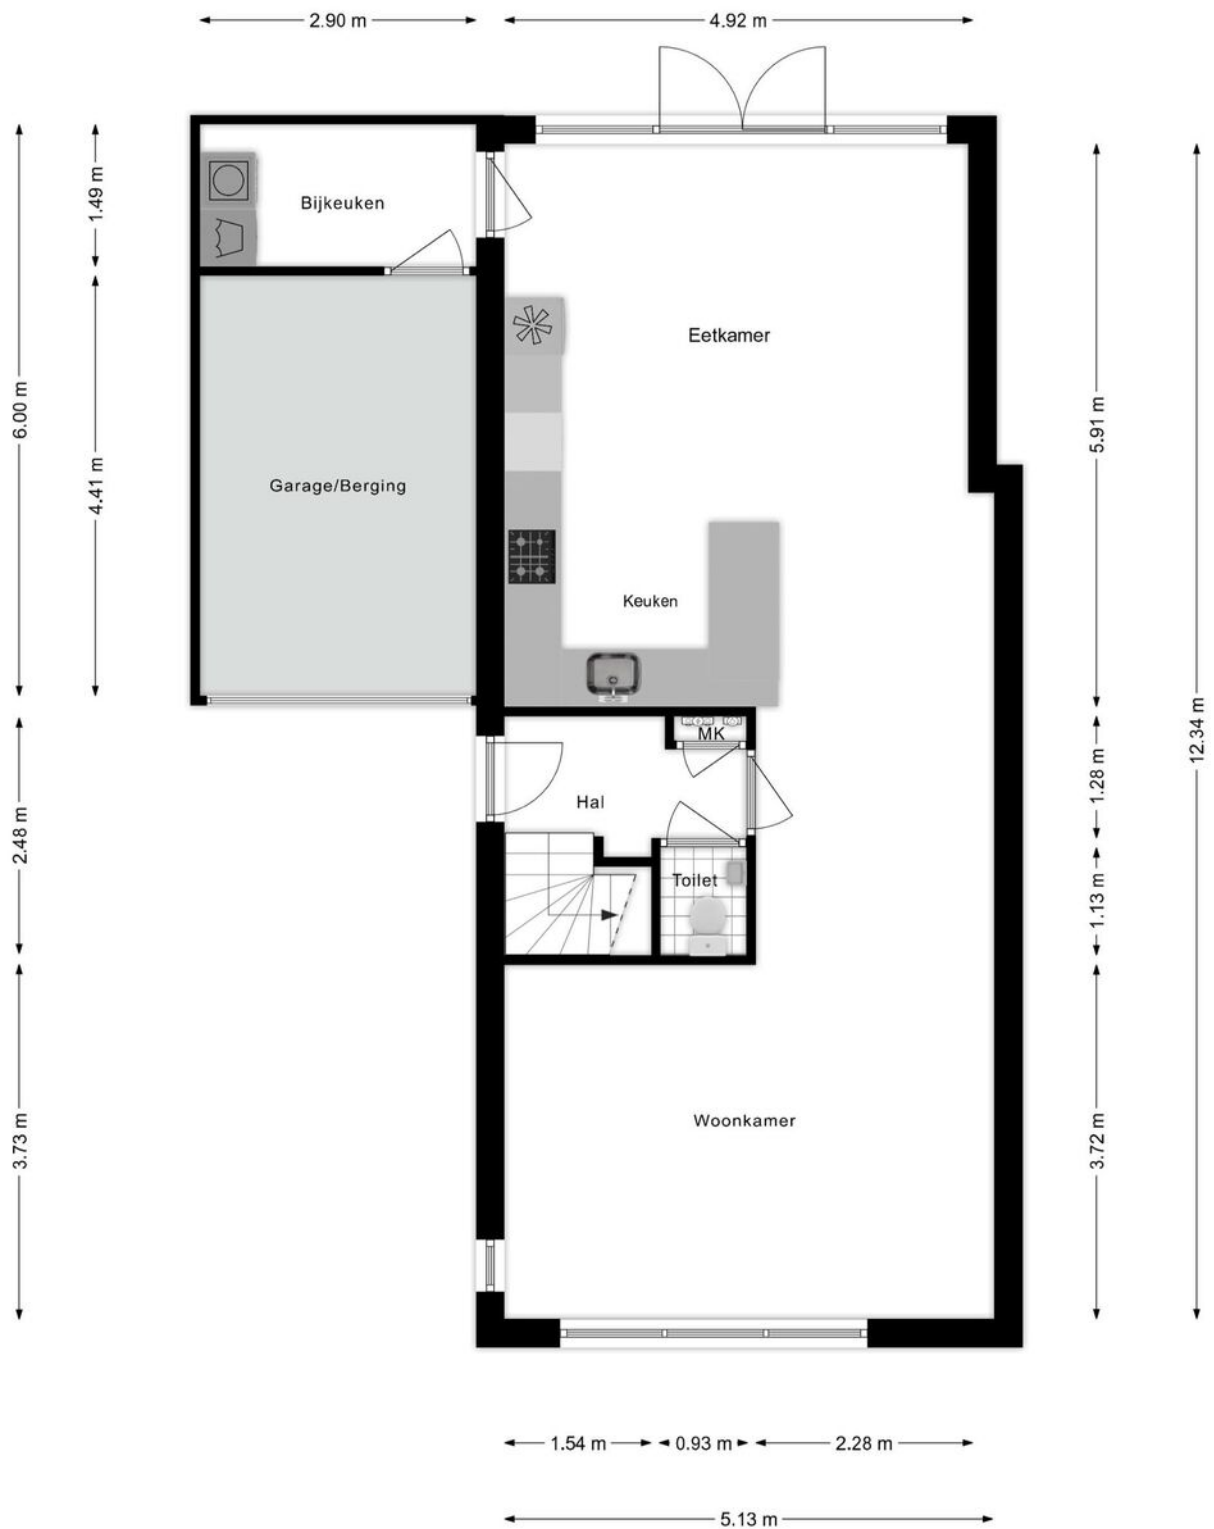 2.90 m
4.92 m
1.49 m
Bijkeuken
Eetkamer
6.00 m
5.91 m
4.41 m
Garage/Berging
Keuken
12.34 m
MK
1.28 m
Hal
2.48 m
Toilet
1.13 m
Woonkamer
3.73 m
3.72 m
1.54 m
0.93 m
2.28 m
5.13 m